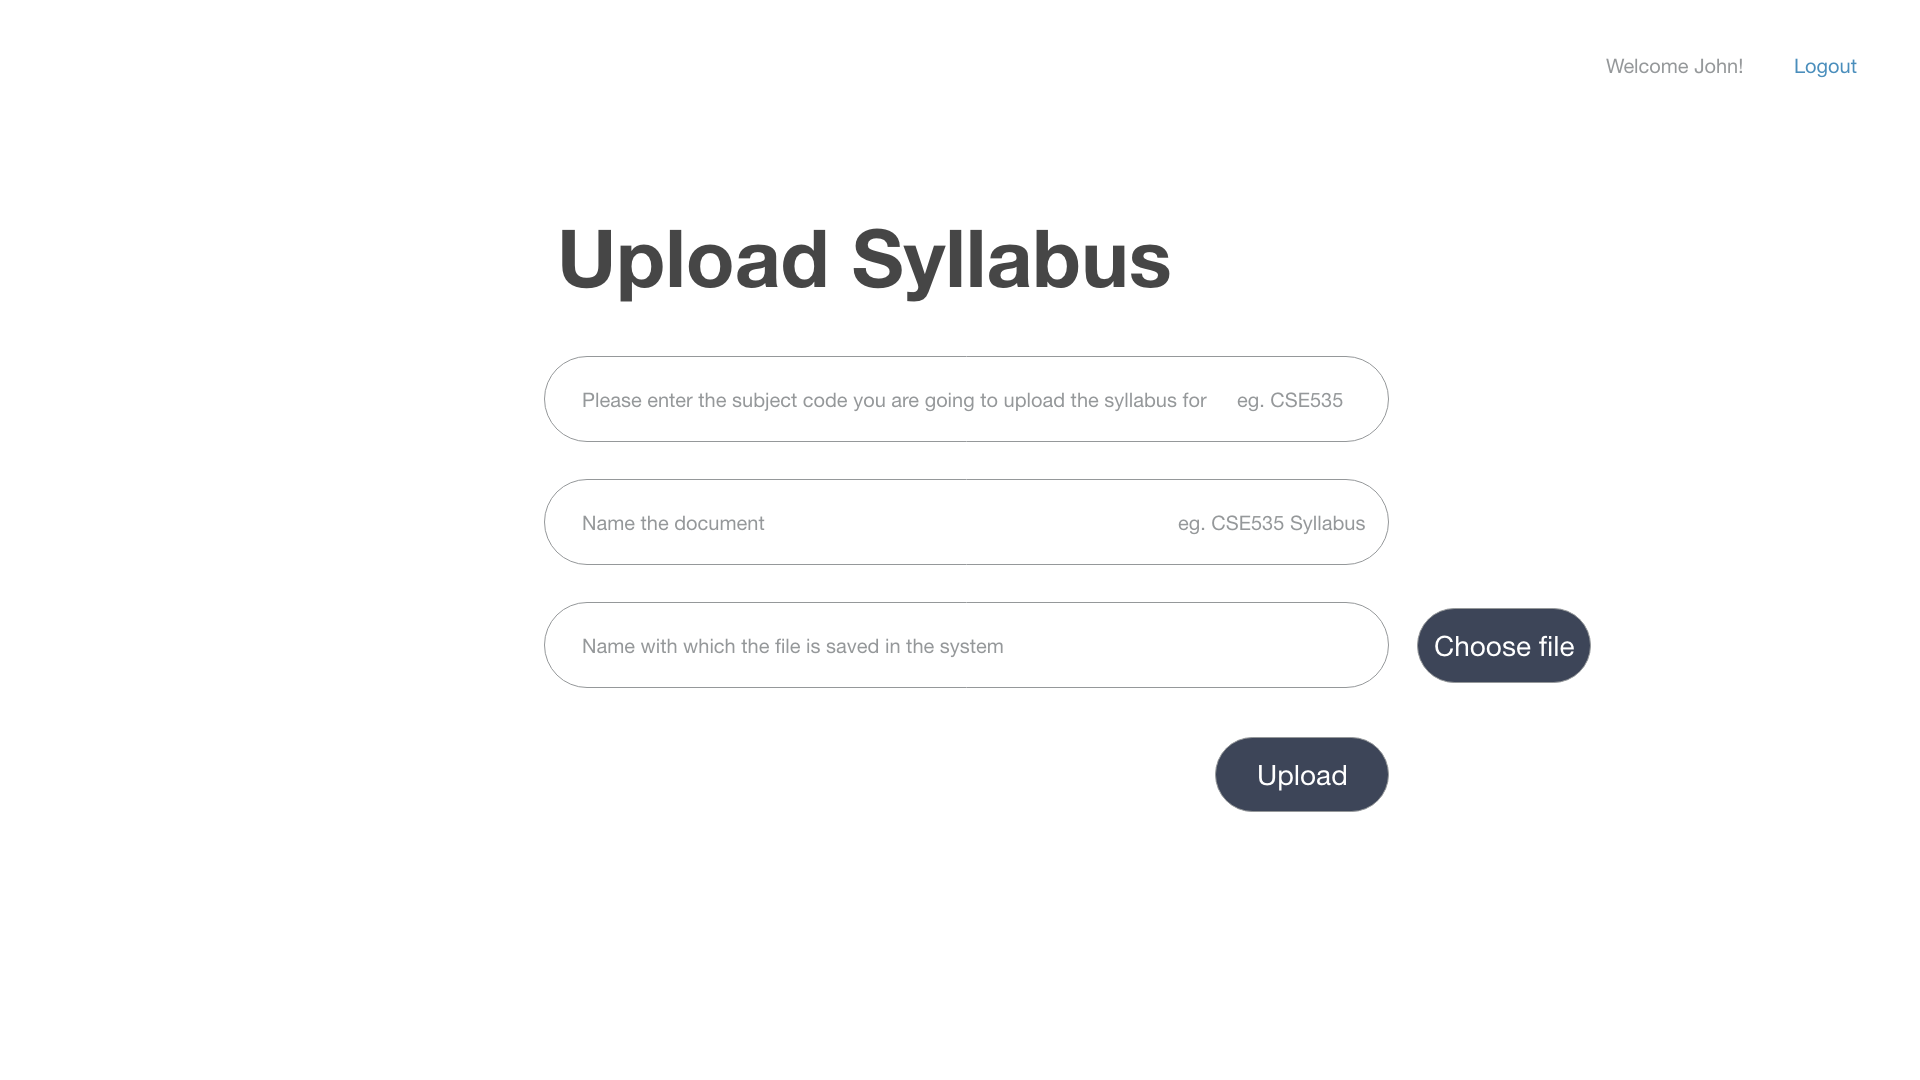 Welcome John! Logout
Upload Syllabus
Please enter the subject code you are going to upload the syllabus for eg. CSE535
Name the document eg. CSE535 Syllabus
Name with which the file is saved in the system
Choose file
Upload